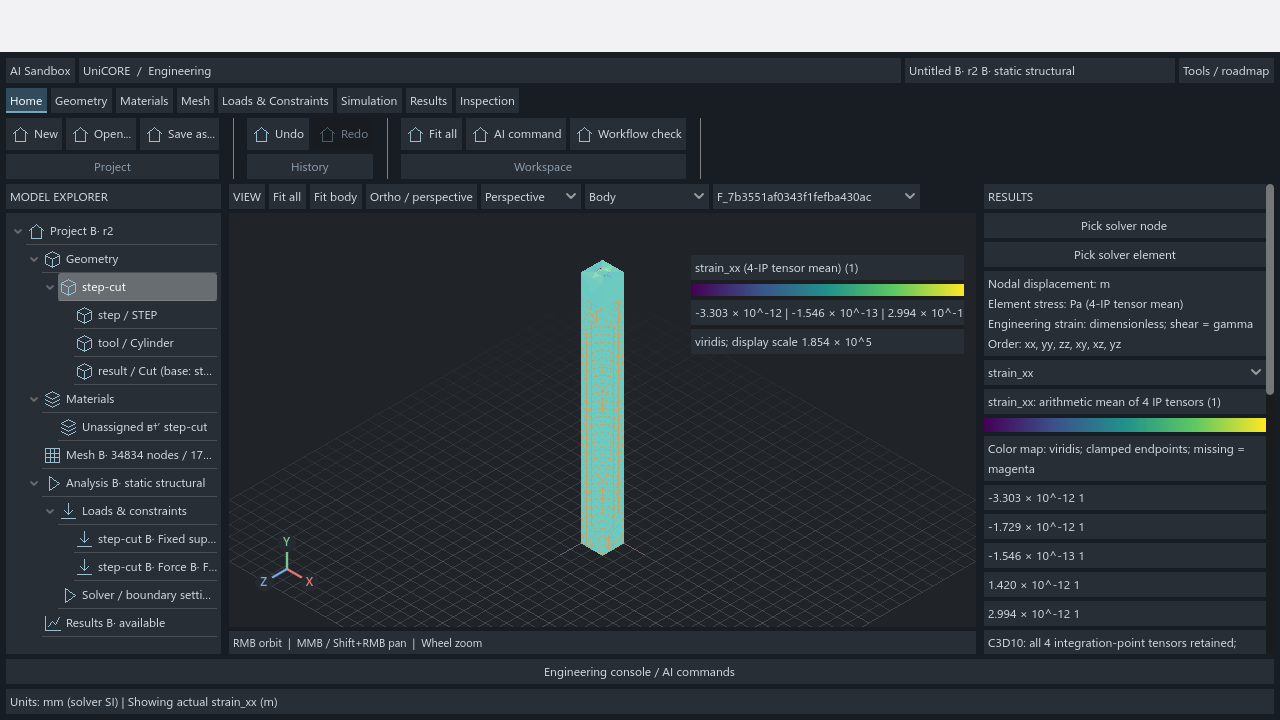 AI Sandbox
UniCORE / Engineering
Untitled В· r2 В· static structural
Tools / roadmap
Home
Geometry
Materials
Mesh
Loads & Constraints
Simulation
Results
Inspection
New
Open...
Save as...
Undo
Redo
Fit all
AI command
Workflow check
Project
History
Workspace
MODEL EXPLORER
VIEW
Fit all
Fit body
Ortho / perspective
Perspective
Body
F_7b3551af0343f1fefba430ac
RESULTS
Project В· r2
Geometry
step-cut
step / STEP
tool / Cylinder
result / Cut (base: st...
Materials
Unassigned в†’ step-cut
Mesh В· 34834 nodes / 17...
Analysis В· static structural
Loads & constraints
step-cut В· Fixed sup...
step-cut В· Force В· F...
Solver / boundary setti...
Results В· available
strain_xx (4-IP tensor mean) (1)
-3.303 × 10^-12 | -1.546 × 10^-13 | 2.994 × 10^-1
viridis; display scale 1.854 × 10^5
Y
Z
X
RMB orbit | MMB / Shift+RMB pan | Wheel zoom
Pick solver node
Pick solver element
Nodal displacement: m
Element stress: Pa (4-IP tensor mean)
Engineering strain: dimensionless; shear = gamma
Order: xx, yy, zz, xy, xz, yz
strain_xx
strain_xx: arithmetic mean of 4 IP tensors (1)
Color map: viridis; clamped endpoints; missing =
magenta
-3.303 × 10^-12 1
-1.729 × 10^-12 1
-1.546 × 10^-13 1
1.420 × 10^-12 1
2.994 × 10^-12 1
C3D10: all 4 integration-point tensors retained;
Engineering console / AI commands
Units: mm (solver SI) | Showing actual strain_xx (m)